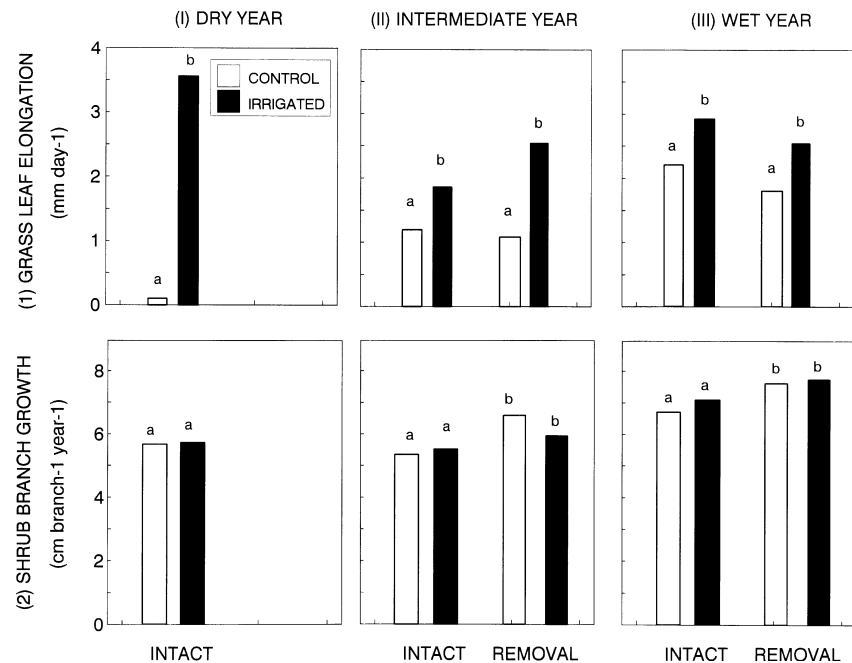 (I) DRY YEAR
(II) INTERMEDIATE YEAR
(III) WET YEAR
(1) GRASS LEAF ELONGATION
(mm day-1)
4
3
2
1
0
a
b
CONTROL
IRRIGATED
a
b
a
b
a
b
a
b
(2) SHRUB BRANCH GROWTH
(cm branch-1 year-1)
8
6
4
2
0
a
a
a
a
b
b
a
a
b
b
INTACT
INTACT
REMOVAL
INTACT
REMOVAL